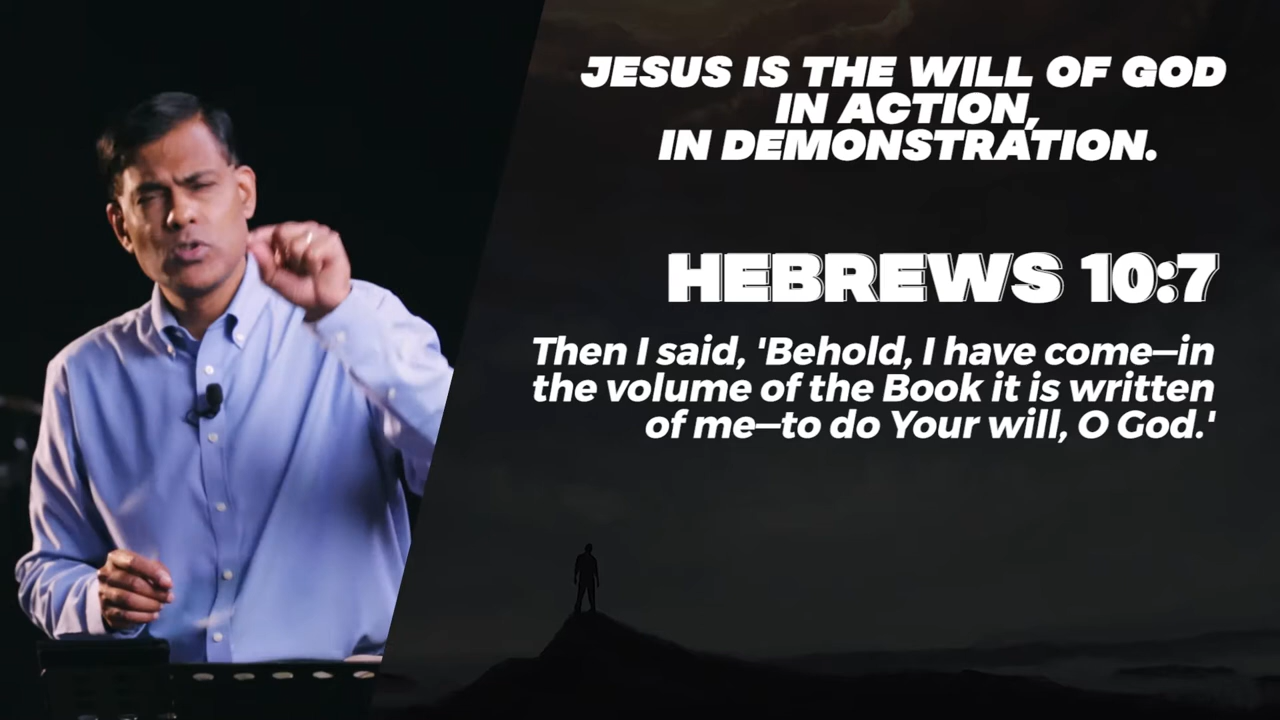 JESUS IS THE WILL OF GOD
IN ACTION,
IN DEMONSTRATION.
HEBREWS 10:7
Then I said, 'Behold, I have come—in
the volume of the Book it is written
of me—to do Your will, O God.'